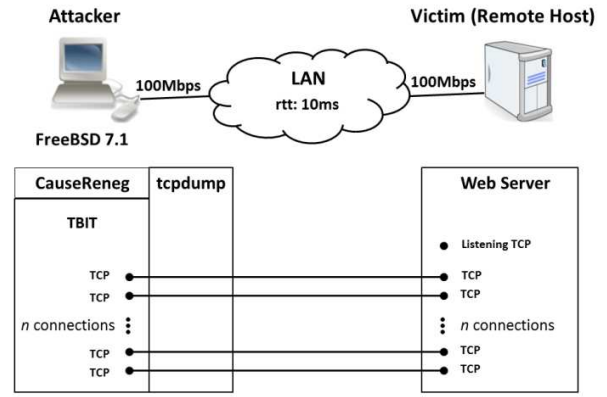 Attacker
Victim (Remote Host)
100Mbps
LAN
rtt: 10ms
100Mbps
FreeBSD 7.1
CauseReneg
tcpdump
Web Server
TBIT
Listening TCP
TCP
TCP
TCP
TCP
n connections
n connections
TCP
TCP
TCP
TCP